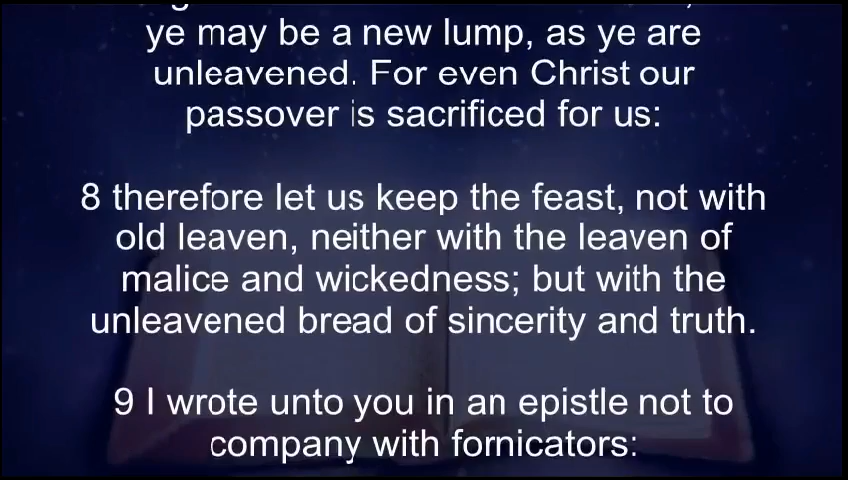 ye may be a new lump, as ye are
unleavened. For even Christ our
passover is sacrificed for us:
8 therefore let us keep the feast, not with
old leaven, neither with the leaven of
malice and wickedness; but with the
unleavened bread of sincerity and truth.
9 I wrote unto you in an epistle not to
company with fornicators: